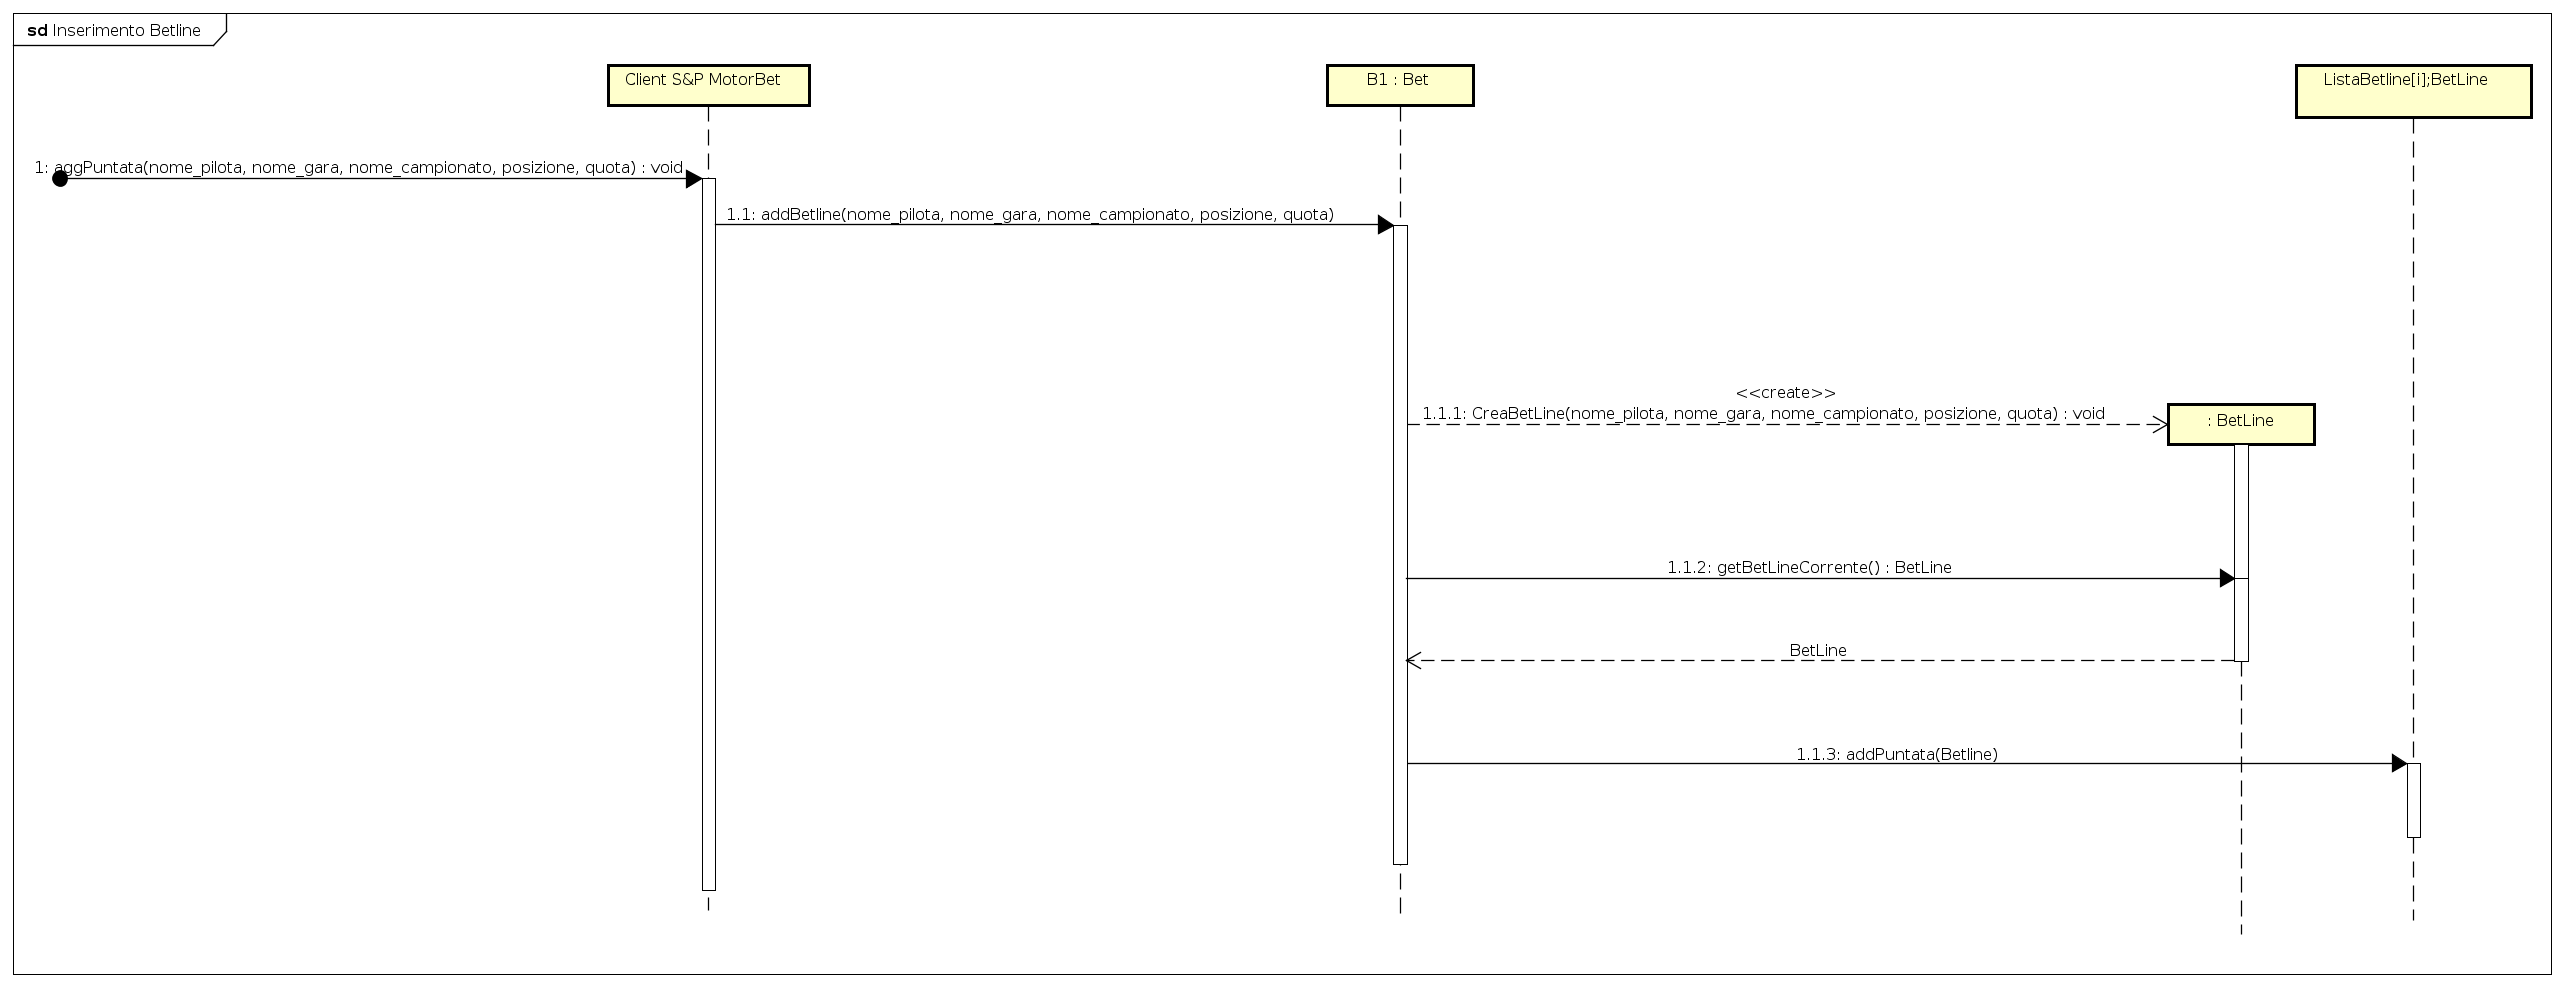 sd Inserimento Betline
Client S&P MotorBet
B1 : Bet
ListaBetline[i];BetLine
1: aggPuntata(nome_pilota, nome_gara, nome_campionato, posizione, quota) : void
1.1: addBetline(nome_pilota, nome_gara, nome_campionato, posizione, quota)
<<create>>
1.1.1: CreaBetLine(nome_pilota, nome_gara, nome_campionato, posizione, quota) : void
: BetLine
1.1.2: getBetLineCorrente() : BetLine
BetLine
1.1.3: addPuntata(Betline)